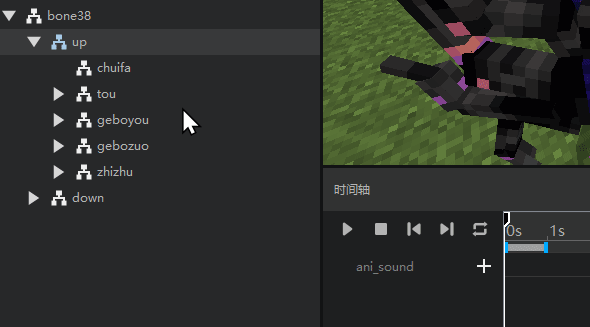 bone38
up
chuifa
tou
geboyou
gebozuo
zhizhu
down
时间轴
0s
1s
ani_sound